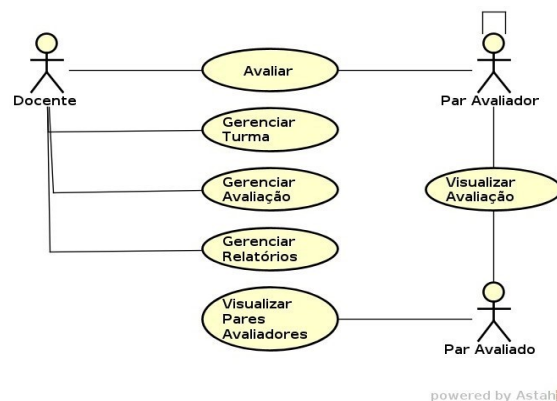 Avaliar
Docente
Par Avaliador
Gerenciar
Turma
Gerenciar
Avaliação
Visualizar
Avaliação
Gerenciar
Relatórios
Visualizar
Pares
Avaliadores
Par Avaliado
powered by Astah